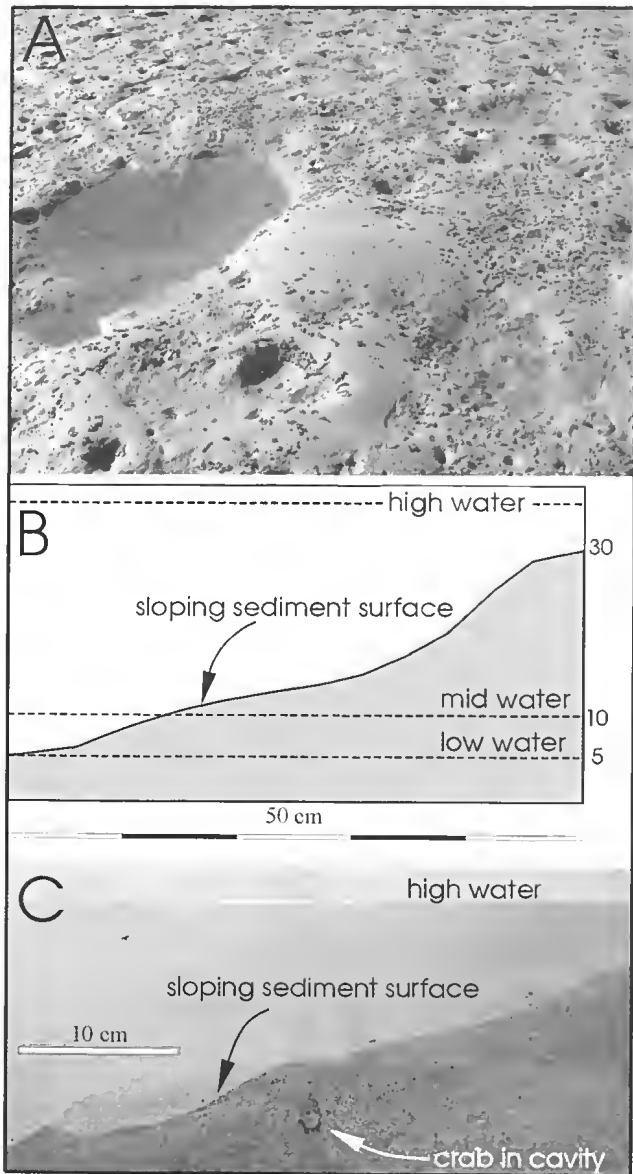 A
B
high water
30
sloping sediment surface
mid water
10
low water
5
50 cm
C
high water
sloping sediment surface
10 cm
crab in cavity